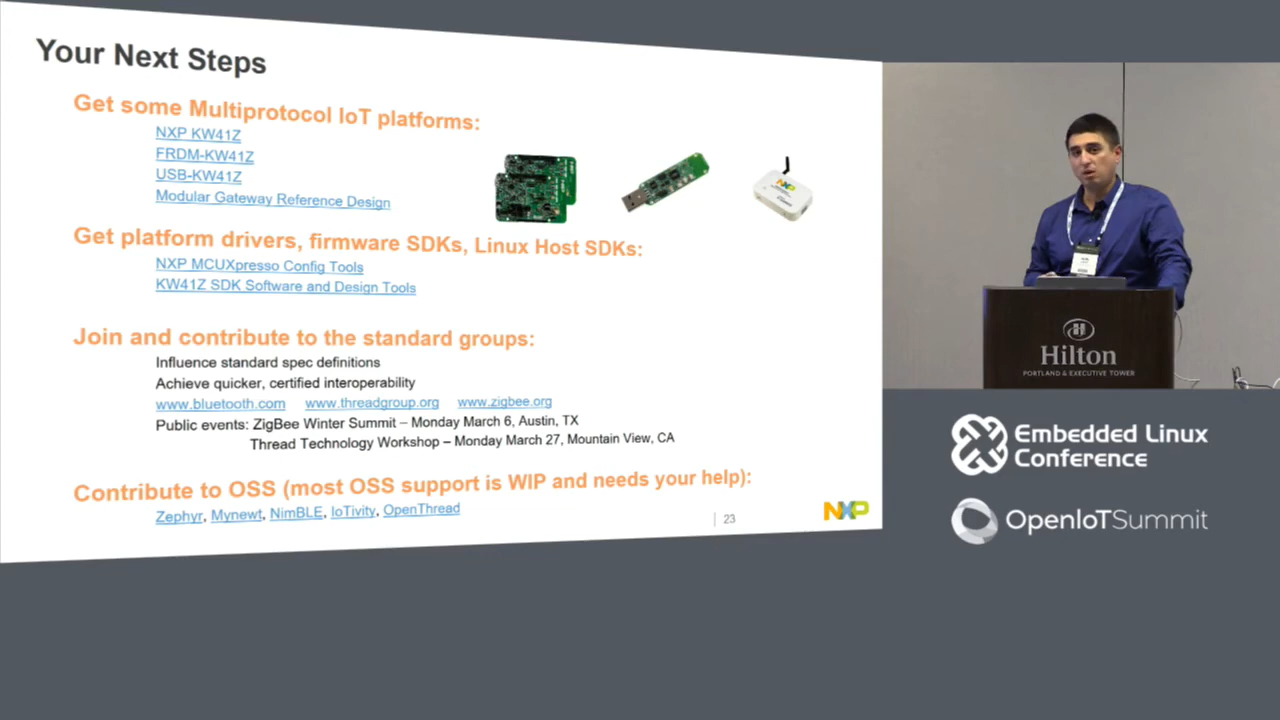 Your Next Steps
Get some Multiprotocol IoT platforms:
NXP KW41Z
FRDM-KW41Z
USB-KW41Z
Modular Gateway Reference Design
NXP
Get platform drivers, firmware SDKs, Linux Host SDKs:
NXP MCUXpresso Config Tools
KW41Z SDK Software and Design Tools
Join and contribute to the standard groups:
Influence standard spec definitions
Achieve quicker, certified interoperability
www.bluetooth.com www.threadgroup.org www.zigbee.org
Public events: ZigBee Winter Summit – Monday March 6, Austin, TX
Thread Technology Workshop – Monday March 27, Mountain View, CA
Contribute to OSS (most OSS support is WIP and needs your help):
Zephyr, Mynewt, NimBLE, IoTivity, OpenThread
23
NXP
Hilton
PORTLAND & EXECUTIVE TOWER
Embedded Linux
Conference
OpenIoTSummit